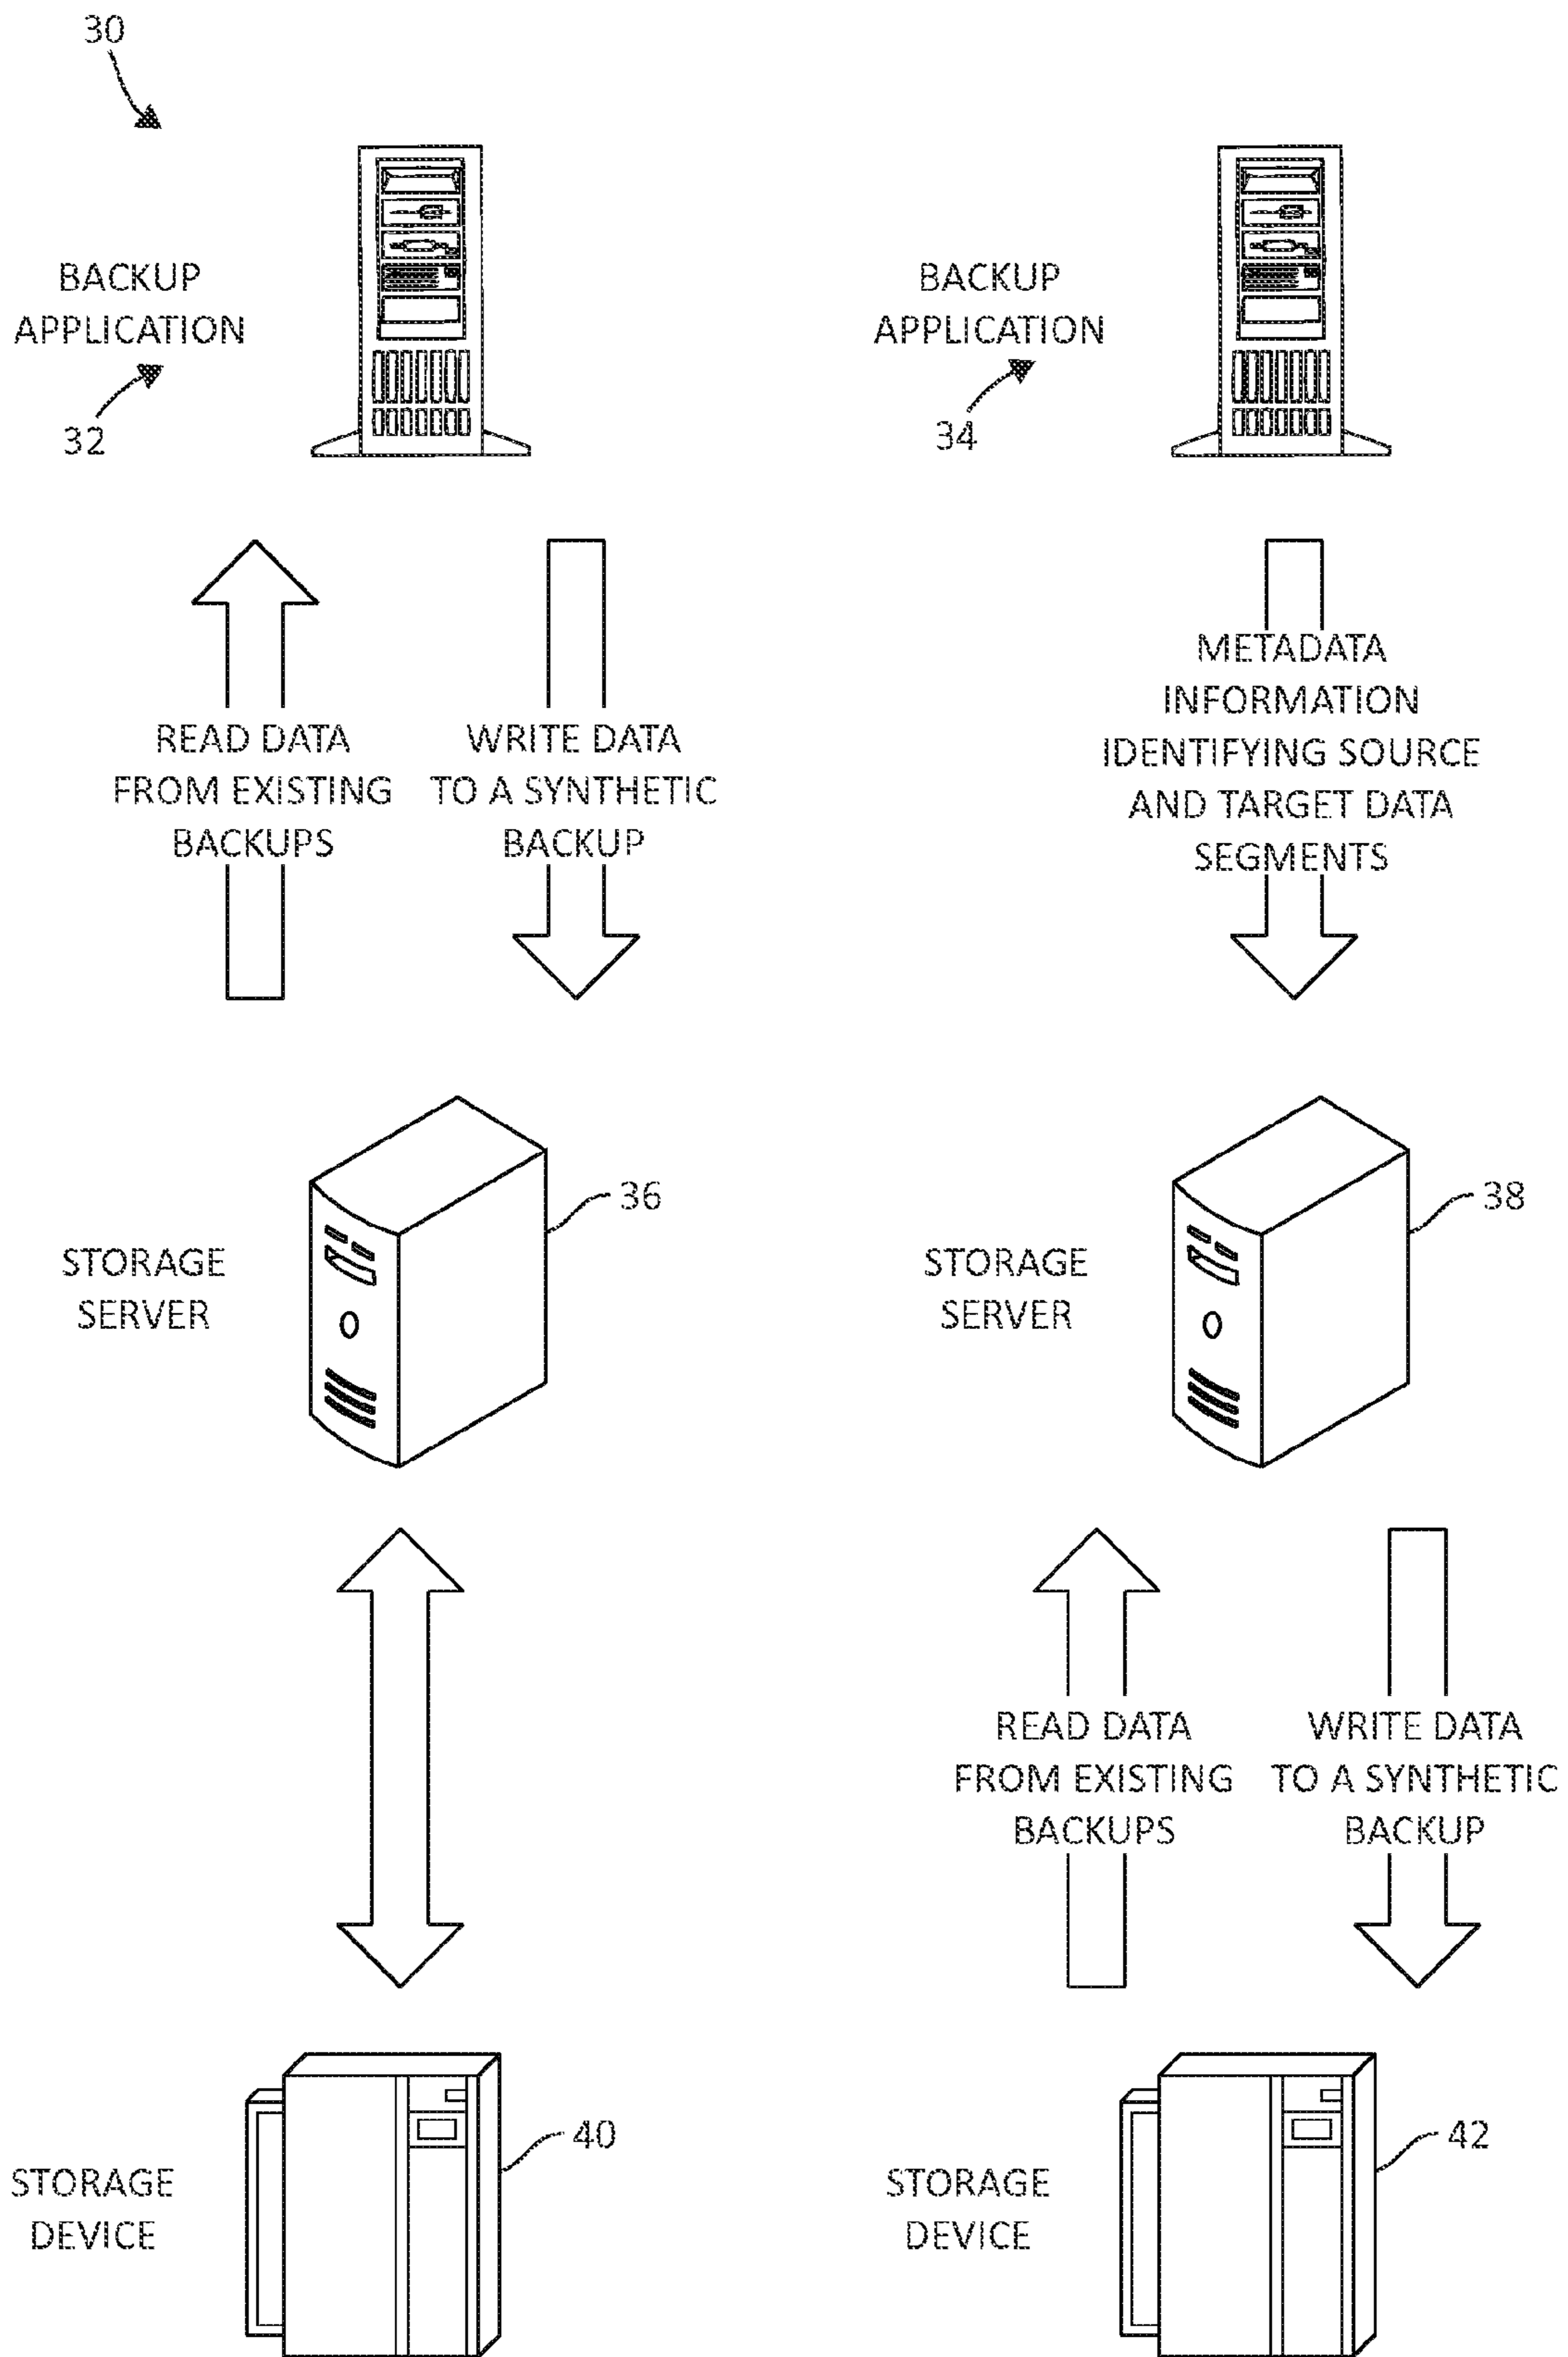 30
BACKUP
APPLICATION
32
BACKUP
APPLICATION
34
READ DATA
FROM EXISTING
BACKUPS
WRITE DATA
TO A SYNTHETIC
BACKUP
METADATA
INFORMATION
IDENTIFYING SOURCE
AND TARGET DATA
SEGMENTS
STORAGE
SERVER
36
STORAGE
SERVER
38
READ DATA
FROM EXISTING
BACKUPS
WRITE DATA
TO A SYNTHETIC
BACKUP
STORAGE
DEVICE
40
STORAGE
DEVICE
42